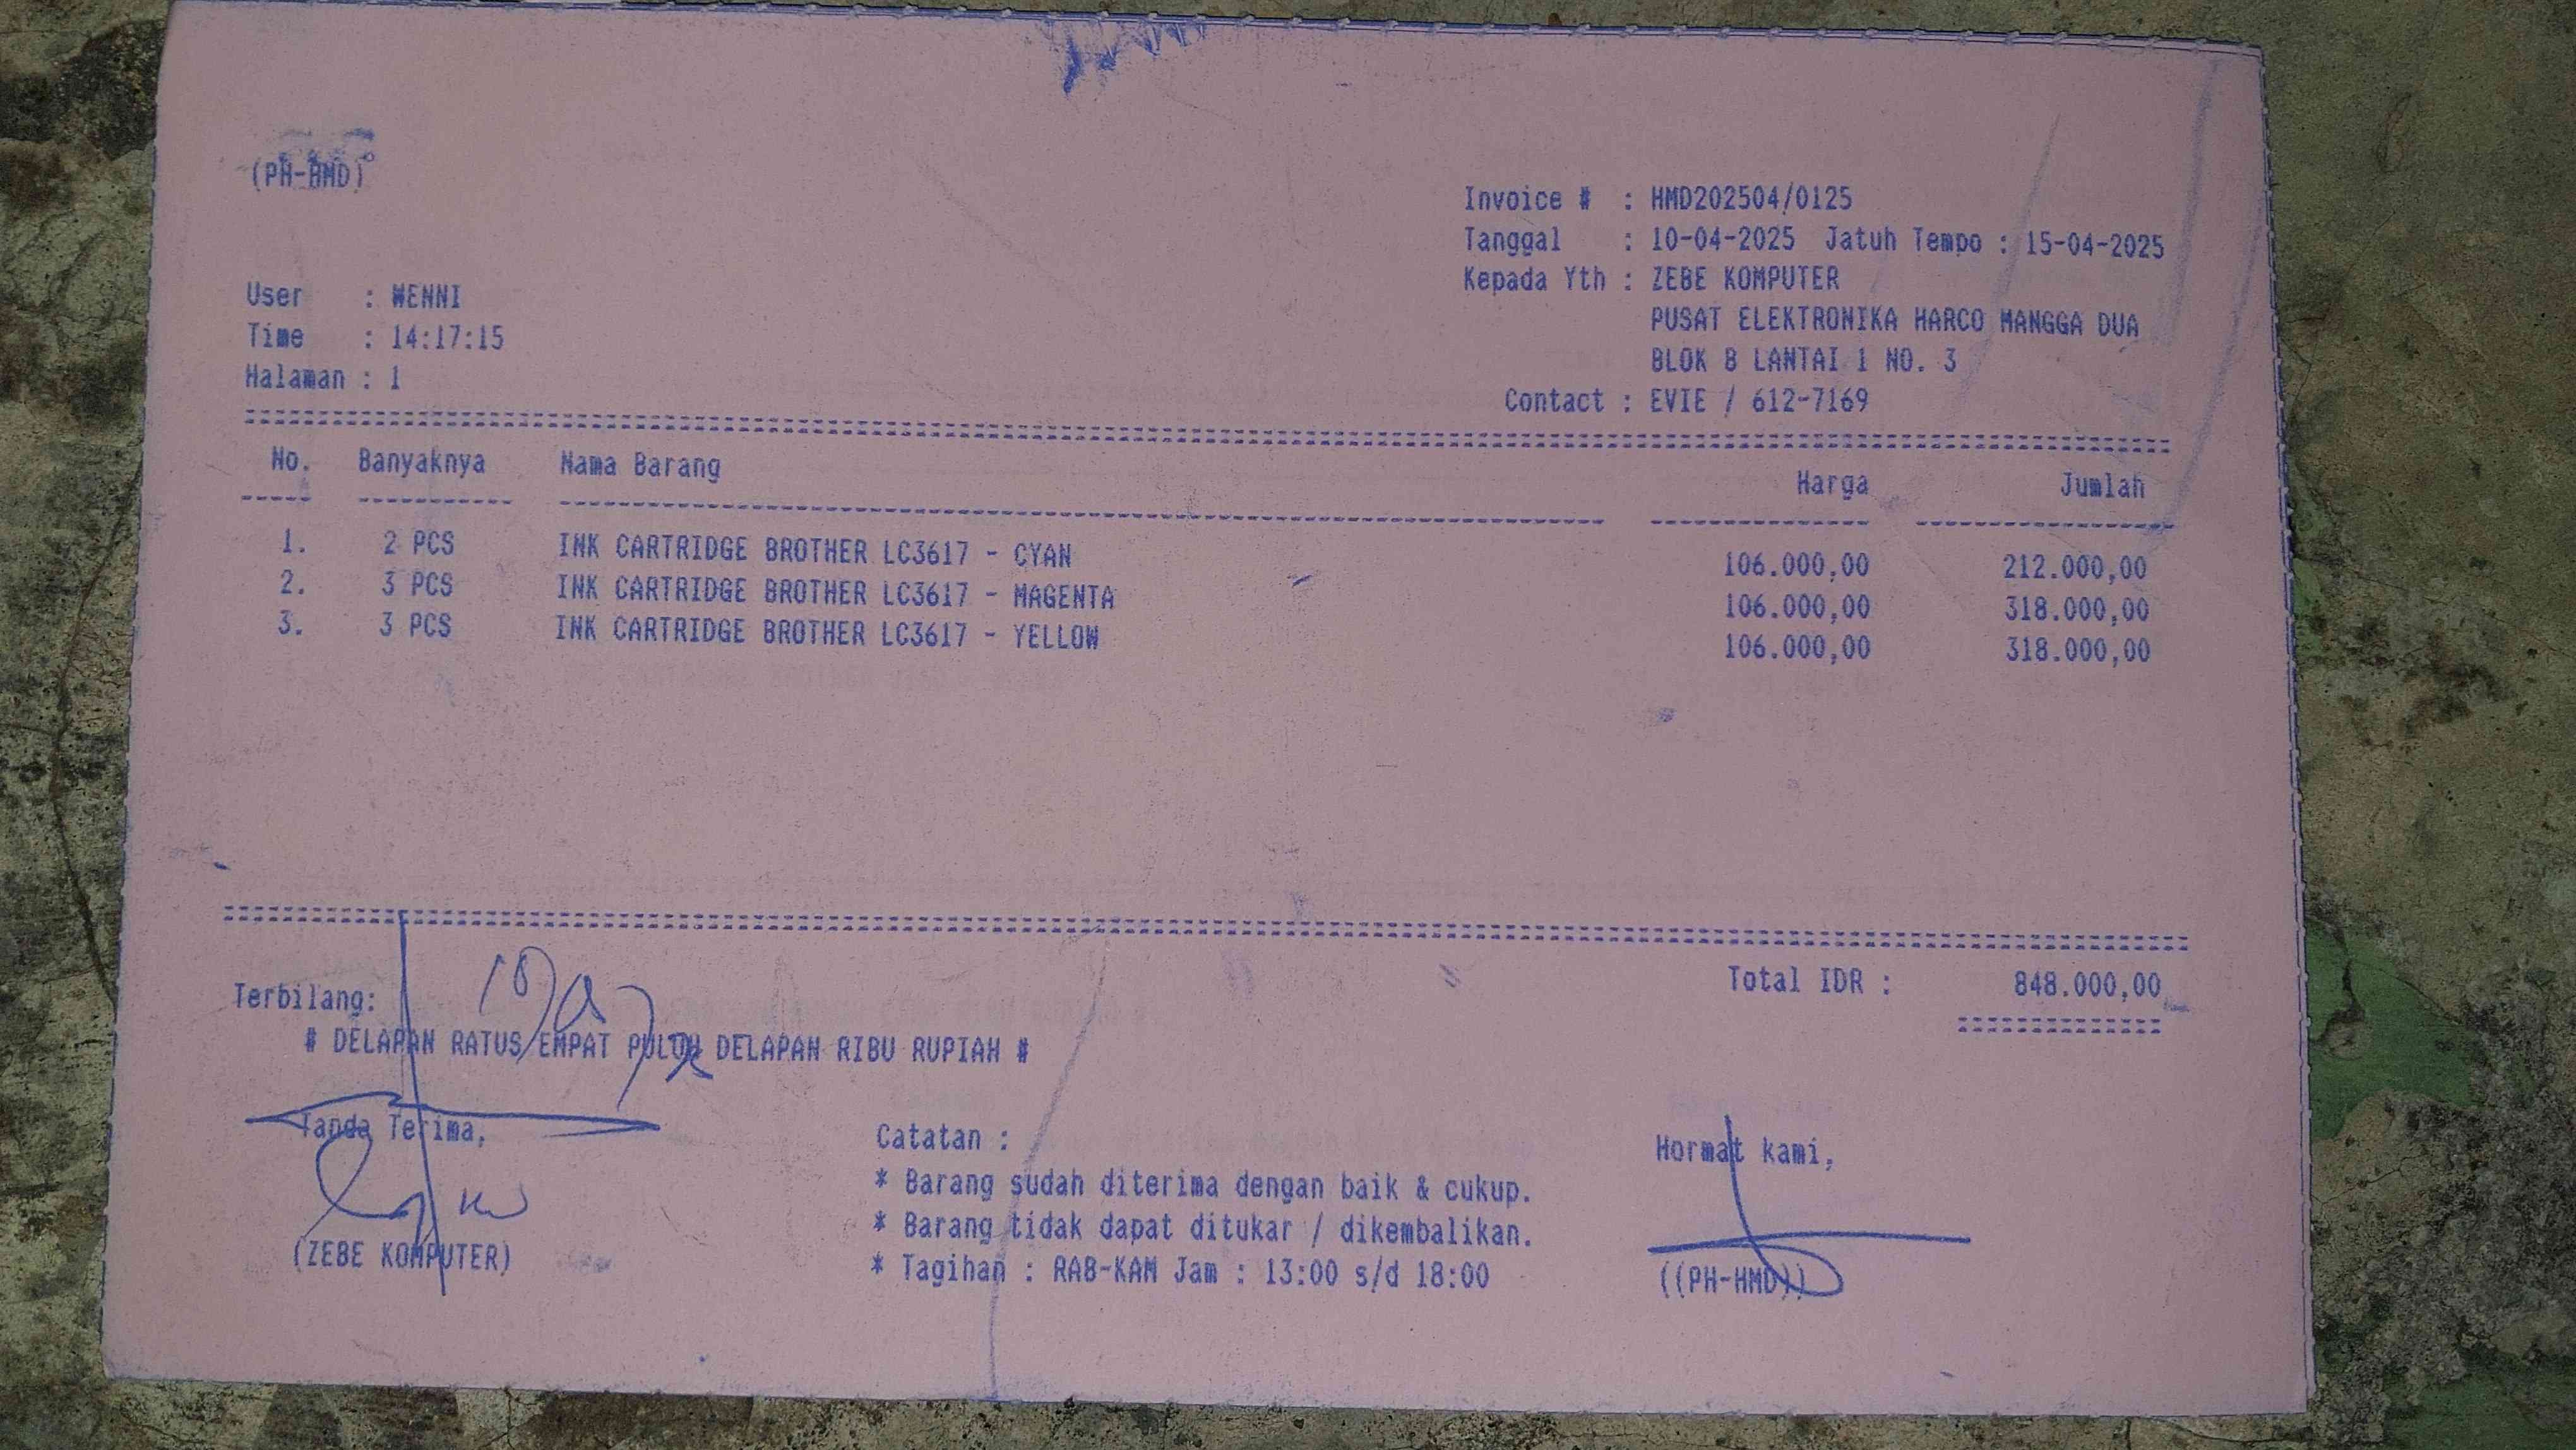 (PH-HMD)
Invoice # : HMD202504/0125
Tanggal : 10-04-2025 Jatuh Tempo : 15-04-2025
Kepada Yth : ZEBE KOMPUTER
PUSAT ELEKTRONIKA HARCO MANGGA DUA
BLOK B LANTAI 1 NO. 3
Contact : EVIE / 612-7169
User : WENNI
Time : 14:17:15
Halaman : 1
No. Banyaknya Nama Barang Harga Jumlah
1. 2 PCS INK CARTRIDGE BROTHER LC3617 - CYAN 106.000,00 212.000,00
2. 3 PCS INK CARTRIDGE BROTHER LC3617 - MAGENTA 106.000,00 318.000,00
3. 3 PCS INK CARTRIDGE BROTHER LC3617 - YELLOW 106.000,00 318.000,00
Total IDR : 848.000,00
Terbilang:
# DELAPAN RATUS EMPAT PULUH DELAPAN RIBU RUPIAH #
Tanda Terima,
(ZEBE KOMPUTER)
Catatan :
* Barang sudah diterima dengan baik & cukup.
* Barang tidak dapat ditukar / dikembalikan.
* Tagihan : RAB-KAM Jam : 13:00 s/d 18:00
Hormat kami,
((PH-HMD))